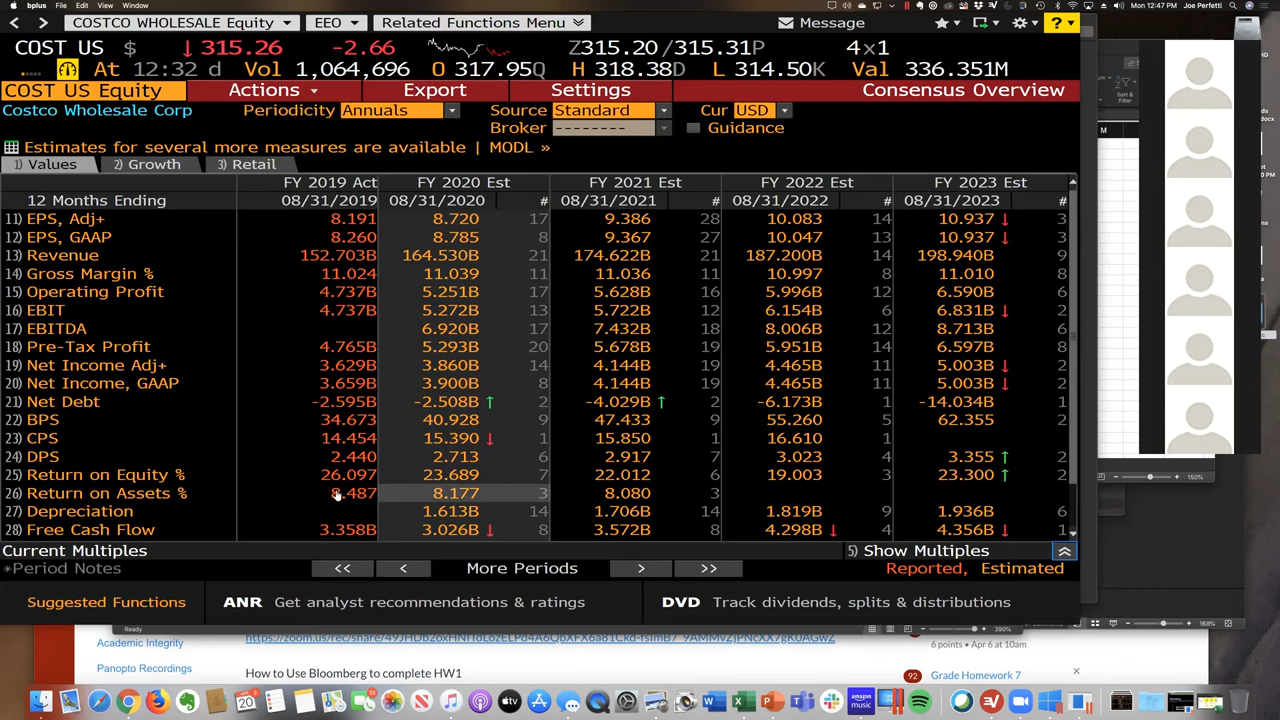 bplus File Edit View Window Mon 12:47 PM Joe Perfetti
COSTCO WHOLESALE Equity EEO Related Functions Menu Message ?
COST US $ ↓315.26 -2.66 Z315.20/315.31P 4x1
At 12:32 d Vol 1,064,696 O 317.95Q H 318.38D L 314.50K Val 336.351M
COST US Equity Actions Export Settings Consensus Overview
Costco Wholesale Corp Periodicity Annuals Source Standard Cur USD
Broker -------- Guidance
Estimates for several more measures are available | MODL »
1) Values 2) Growth 3) Retail
FY 2019 Act FY 2020 Est FY 2021 Est FY 2022 Est FY 2023 Est
12 Months Ending 08/31/2019 08/31/2020 # 08/31/2021 # 08/31/2022 # 08/31/2023 #
11) EPS, Adj+ 8.191 8.720 17 9.386 28 10.083 14 10.937 ↓ 3
12) EPS, GAAP 8.260 8.785 8 9.367 27 10.047 13 10.937 ↓ 3
13) Revenue 152.703B 164.530B 21 174.622B 21 187.200B 14 198.940B 9
14) Gross Margin % 11.024 11.039 11 11.036 11 10.997 8 11.010 8
15) Operating Profit 4.737B 5.251B 17 5.628B 16 5.996B 12 6.590B 6
16) EBIT 4.737B 5.272B 13 5.722B 12 6.154B 6 6.831B ↓ 2
17) EBITDA 6.920B 17 7.432B 18 8.006B 12 8.713B 6
18) Pre-Tax Profit 4.765B 5.293B 20 5.678B 19 5.951B 14 6.597B 8
19) Net Income Adj+ 3.629B 3.860B 14 4.144B 19 4.465B 11 5.003B ↓ 2
20) Net Income, GAAP 3.659B 3.900B 8 4.144B 19 4.465B 11 5.003B ↓ 2
21) Net Debt -2.595B -2.508B ↑ 2 -4.029B ↑ 2 -6.173B 1 -14.034B 1
22) BPS 34.673 40.928 9 47.433 9 55.260 5 62.355 2
23) CPS 14.454 15.390 ↓ 1 15.850 1 16.610 1
24) DPS 2.440 2.713 6 2.917 7 3.023 4 3.355 ↑ 2
25) Return on Equity % 26.097 23.689 7 22.012 6 19.003 3 23.300 ↑ 2
26) Return on Assets % 8.487 8.177 3 8.080 3
27) Depreciation 1.613B 14 1.706B 14 1.819B 9 1.936B 6
28) Free Cash Flow 3.358B 3.026B ↓ 8 3.572B 8 4.298B ↓ 4 4.356B ↓ 1
Current Multiples 5) Show Multiples
*Period Notes << < More Periods > >> Reported, Estimated
Suggested Functions ANR Get analyst recommendations & ratings DVD Track dividends, splits & distributions
Ready 390% 168%
Sort & Filter
M
150%
Academic Integrity
6 points • Apr 6 at 10am
Panopto Recordings How to Use Bloomberg to complete HW1 92 Grade Homework 7